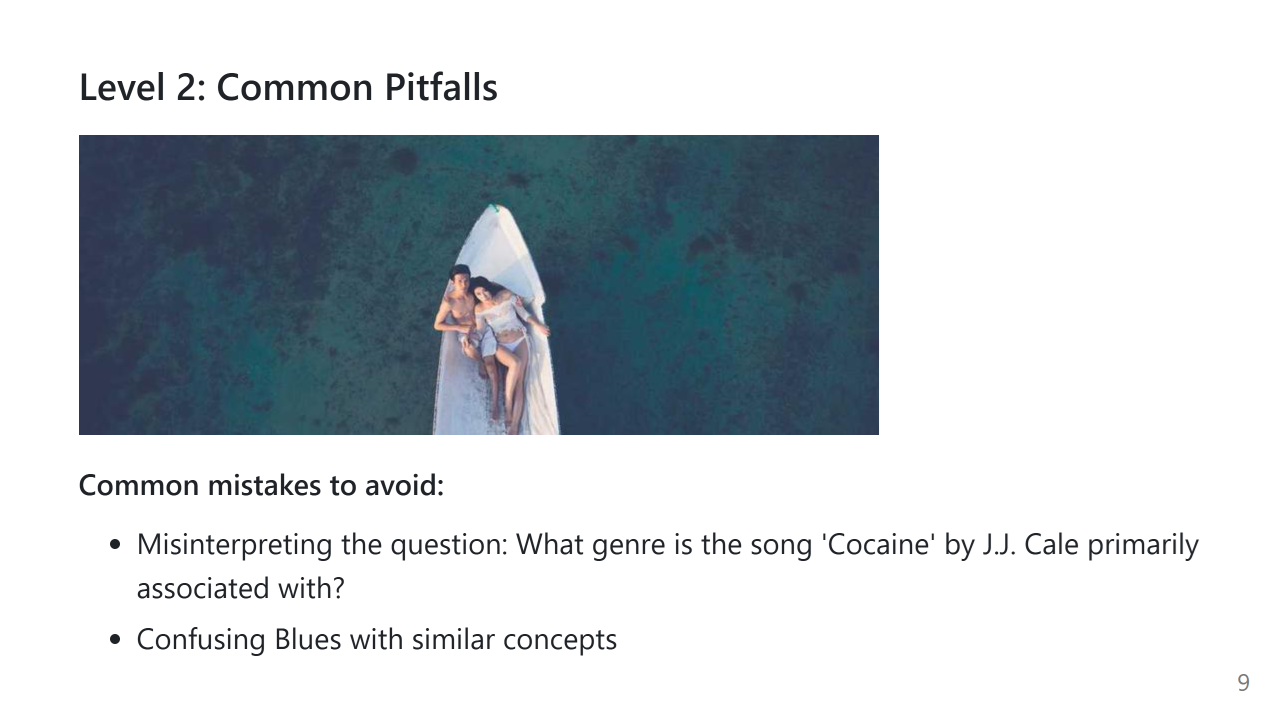 Level 2: Common Pitfalls
Common mistakes to avoid:
• Misinterpreting the question: What genre is the song 'Cocaine' by J.J. Cale primarily
associated with?
• Confusing Blues with similar concepts
9